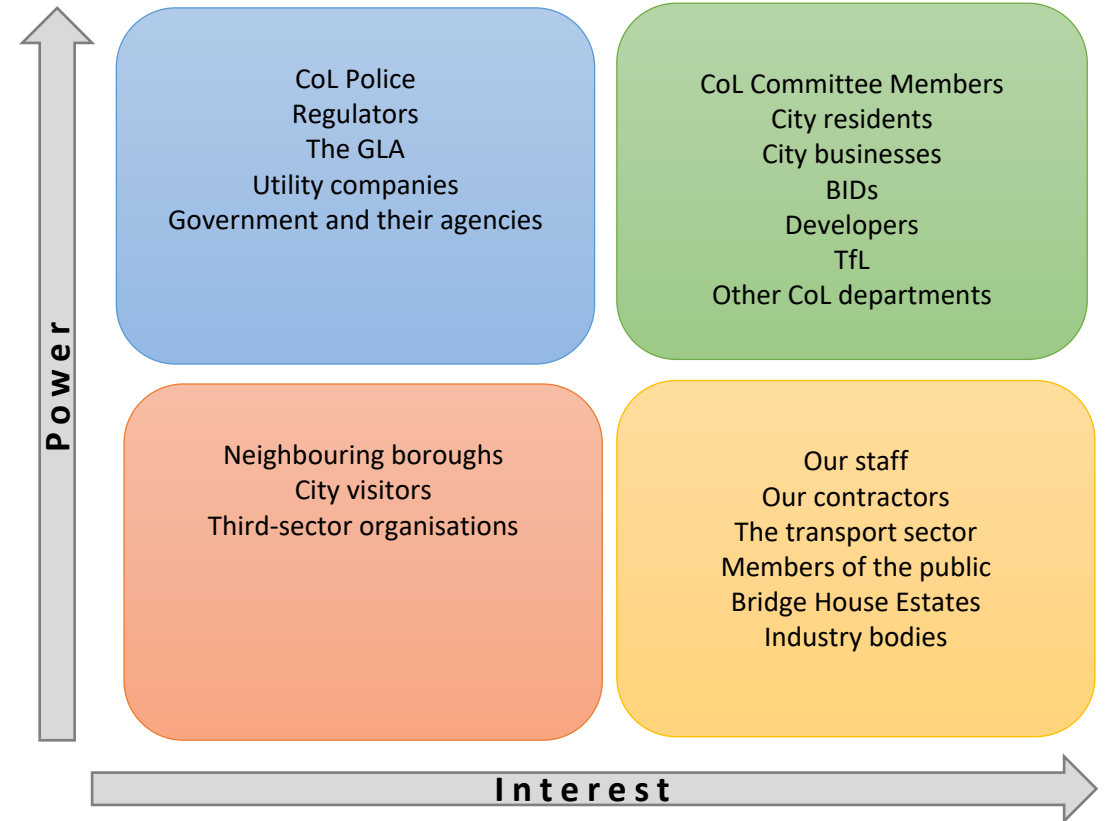 CoL Police
Regulators
The GLA
Utility companies
Government and their agencies
CoL Committee Members
City residents
City businesses
BIDs
Developers
TfL
Other CoL departments
Power
Neighbouring boroughs
City visitors
Third-sector organisations
Our staff
Our contractors
The transport sector
Members of the public
Bridge House Estates
Industry bodies
Interest